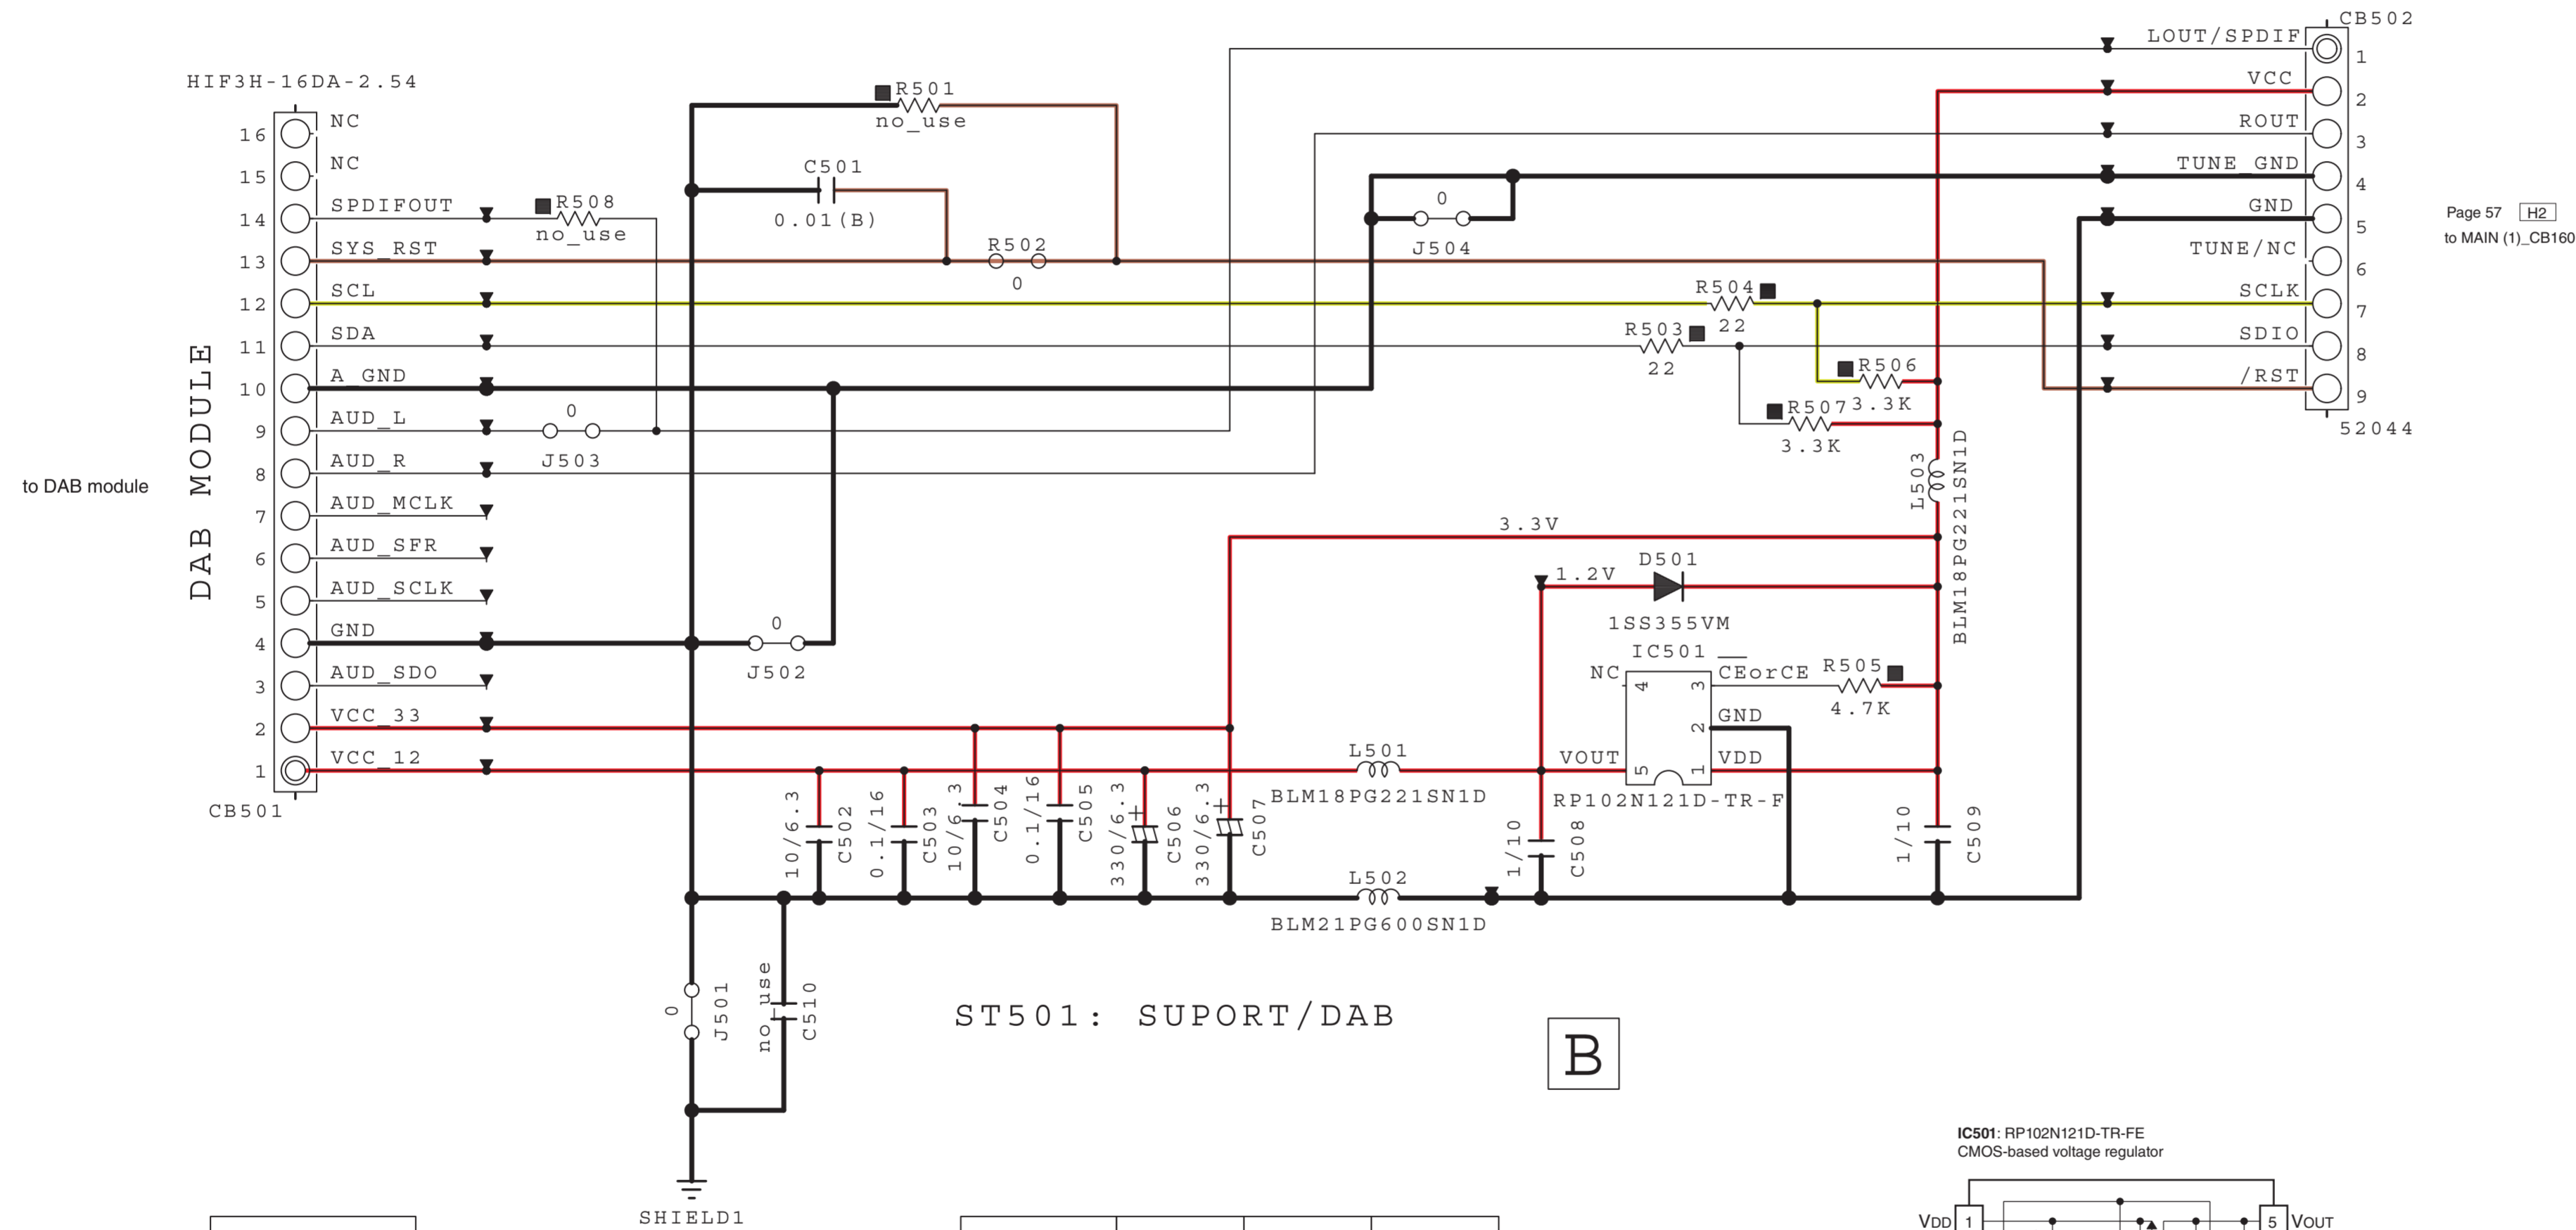 CB502
LOUT/SPDIF 1
VCC 2
ROUT 3
TUNE_GND 4
GND 5
TUNE/NC 6
SCLK 7
SDIO 8
/RST 9
52044
Page 57 H2
to MAIN (1)_CB160
HIF3H-16DA-2.54
16 NC
15 NC
14 SPDIFOUT
13 SYS_RST
12 SCL
11 SDA
10 A_GND
9 AUD_L
8 AUD_R
7 AUD_MCLK
6 AUD_SFR
5 AUD_SCLK
4 GND
3 AUD_SDO
2 VCC_33
1 VCC_12
CB501
DAB MODULE
to DAB module
R501
no_use
C501
0.01(B)
R508
no_use
R502
0
0
J504
R504
22
R503
22
R506
3.3K
R507
3.3K
0
J503
L503
BLM18PG221SN1D
3.3V
1.2V
D501
1SS355VM
IC501
NC 4
3 CEorCE
R505
4.7K
2 GND
VOUT 5
1 VDD
RP102N121D-TR-F
0
J502
L501
BLM18PG221SN1D
10/6.3
C502
0.1/16
C503
10/6.3
C504
0.1/16
C505
330/6.3
C506
330/6.3
C507
1/10
C508
1/10
C509
L502
BLM21PG600SN1D
0
J501
no_use
C510
ST501: SUPORT/DAB
B
SHIELD1
IC501: RP102N121D-TR-FE
CMOS-based voltage regulator
VDD 1
5 VOUT